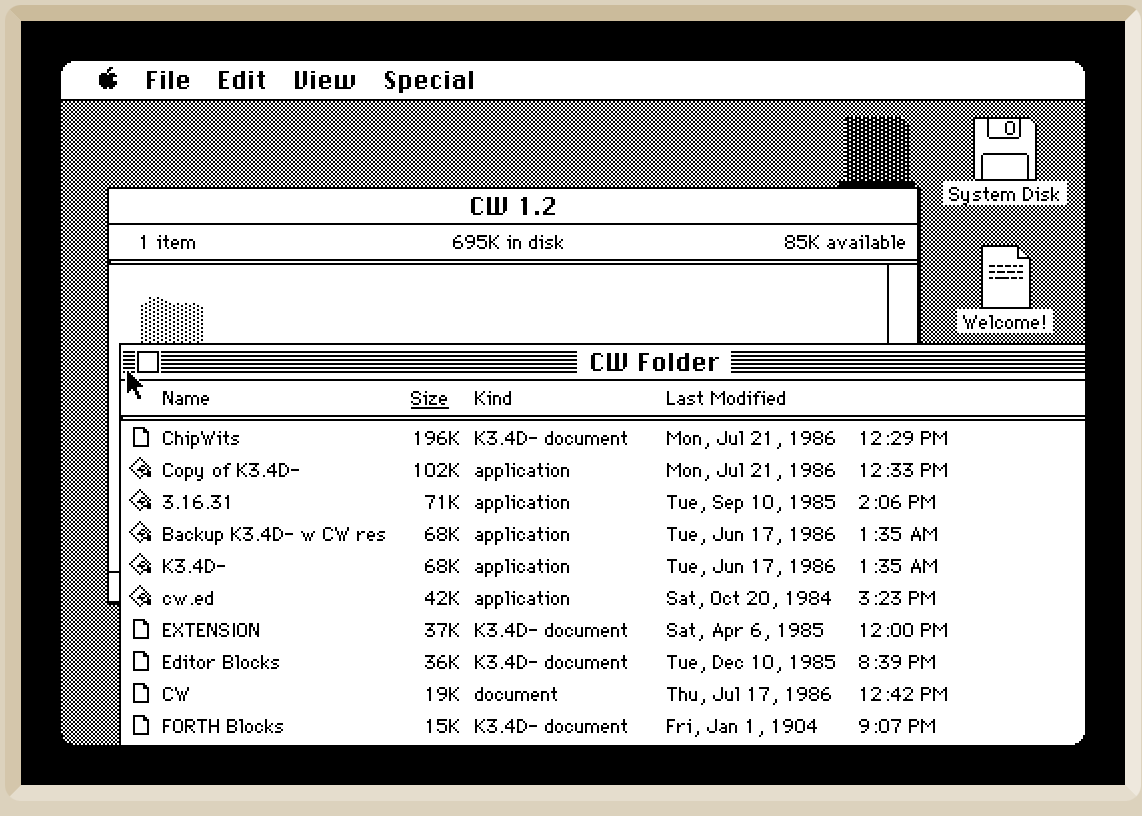 File Edit View Special
System Disk
CW 1.2
1 item 695K in disk 85K available
Welcome!
CW Folder
Name Size Kind Last Modified
ChipWits 196K K3.4D- document Mon, Jul 21, 1986 12:29 PM
Copy of K3.4D- 102K application Mon, Jul 21, 1986 12:33 PM
3.16.31 71K application Tue, Sep 10, 1985 2:06 PM
Backup K3.4D- w CW res 68K application Tue, Jun 17, 1986 1:35 AM
K3.4D- 68K application Tue, Jun 17, 1986 1:35 AM
cw.ed 42K application Sat, Oct 20, 1984 3:23 PM
EXTENSION 37K K3.4D- document Sat, Apr 6, 1985 12:00 PM
Editor Blocks 36K K3.4D- document Tue, Dec 10, 1985 8:39 PM
CW 19K document Thu, Jul 17, 1986 12:42 PM
FORTH Blocks 15K K3.4D- document Fri, Jan 1, 1904 9:07 PM